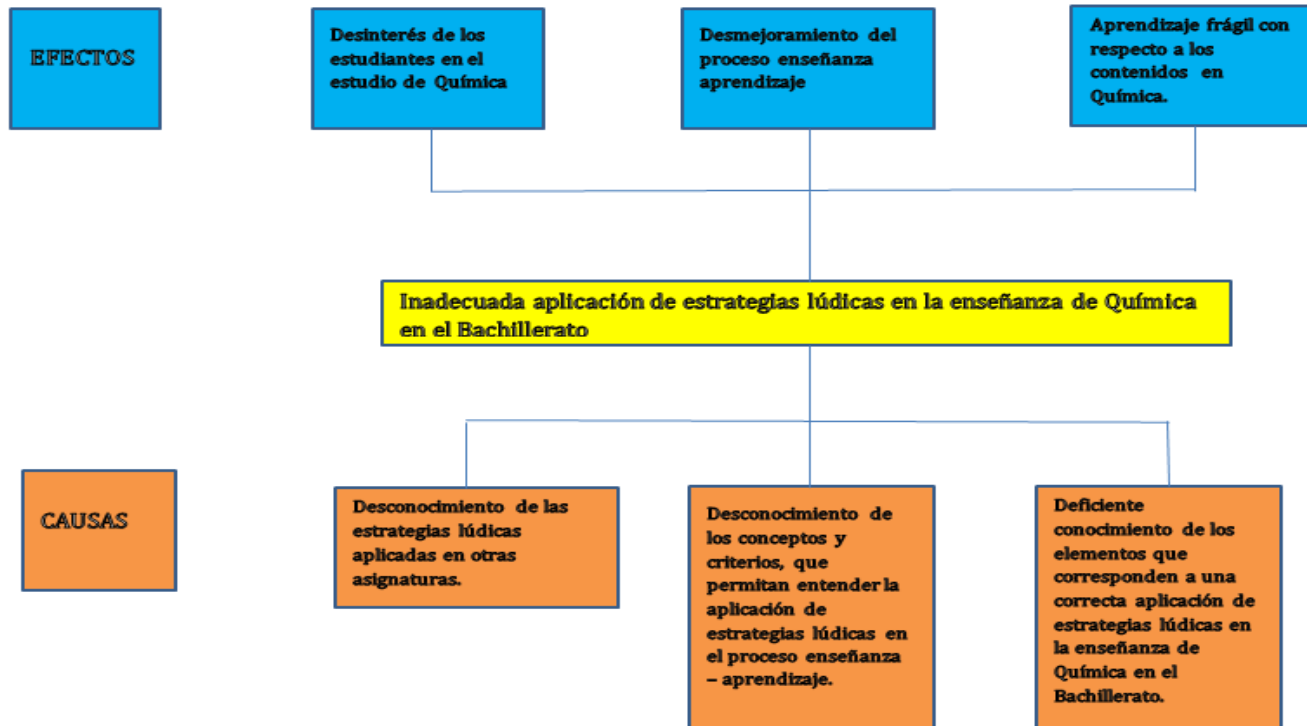 EFECTOS
Desinterés de los
estudiantes en el
estudio de Química
Desmejoramiento del
proceso enseñanza
aprendizaje
Aprendizaje frágil con
respecto a los
contenidos en
Química.
Inadecuada aplicación de estrategias lúdicas en la enseñanza de Química
en el Bachillerato
CAUSAS
Desconocimiento de las
estrategias lúdicas
aplicadas en otras
asignaturas.
Desconocimiento de
los conceptos y
criterios, que
permitan entender la
aplicación de
estrategias lúdicas en
el proceso enseñanza
– aprendizaje.
Deficiente
conocimiento de los
elementos que
corresponden a una
correcta aplicación de
estrategias lúdicas en
la enseñanza de
Química en el
Bachillerato.